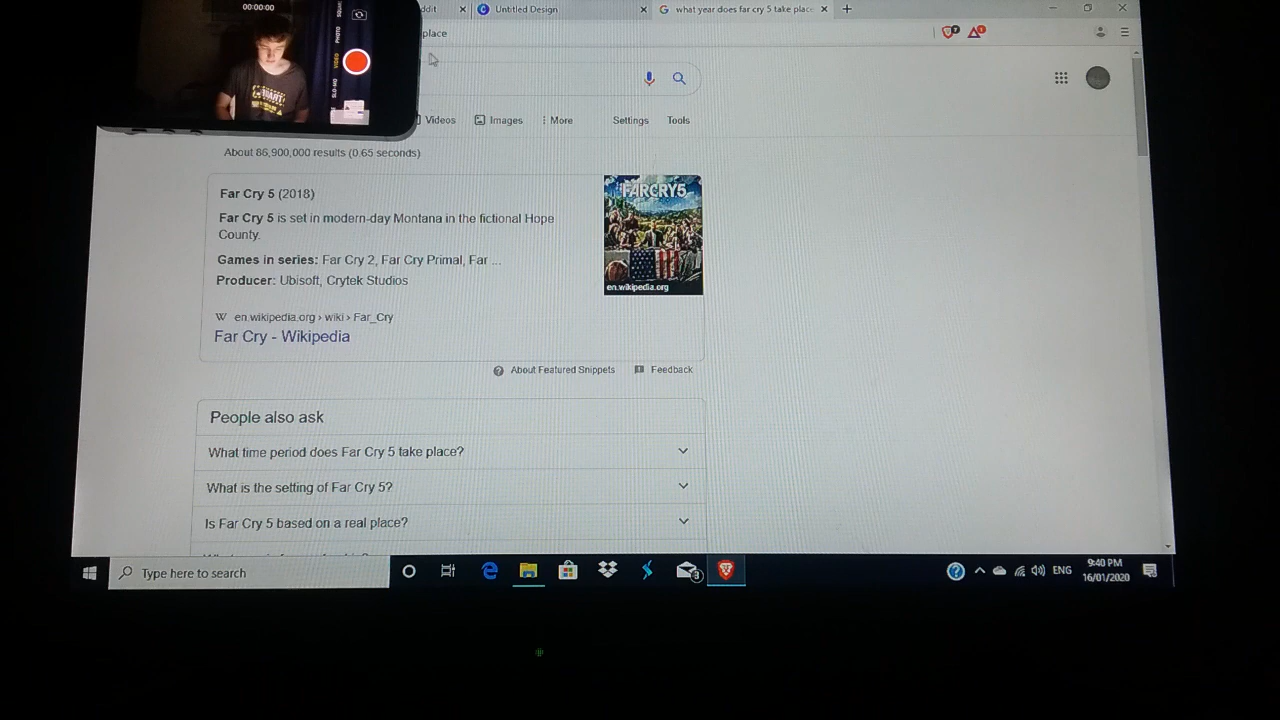 00:00:00
SLO-MO
VIDEO
PHOTO
ddit
Untitled Design
what year does far cry 5 take place
place
Videos
Images
More
Settings
Tools
About 86,900,000 results (0.65 seconds)
Far Cry 5 (2018)
Far Cry 5 is set in modern-day Montana in the fictional Hope
County.
Games in series: Far Cry 2, Far Cry Primal, Far ...
Producer: Ubisoft, Crytek Studios
FARCRY5
en.wikipedia.org
W en.wikipedia.org › wiki › Far_Cry
Far Cry - Wikipedia
About Featured Snippets
Feedback
People also ask
What time period does Far Cry 5 take place?
What is the setting of Far Cry 5?
Is Far Cry 5 based on a real place?
Type here to search
3
ENG
9:40 PM
16/01/2020